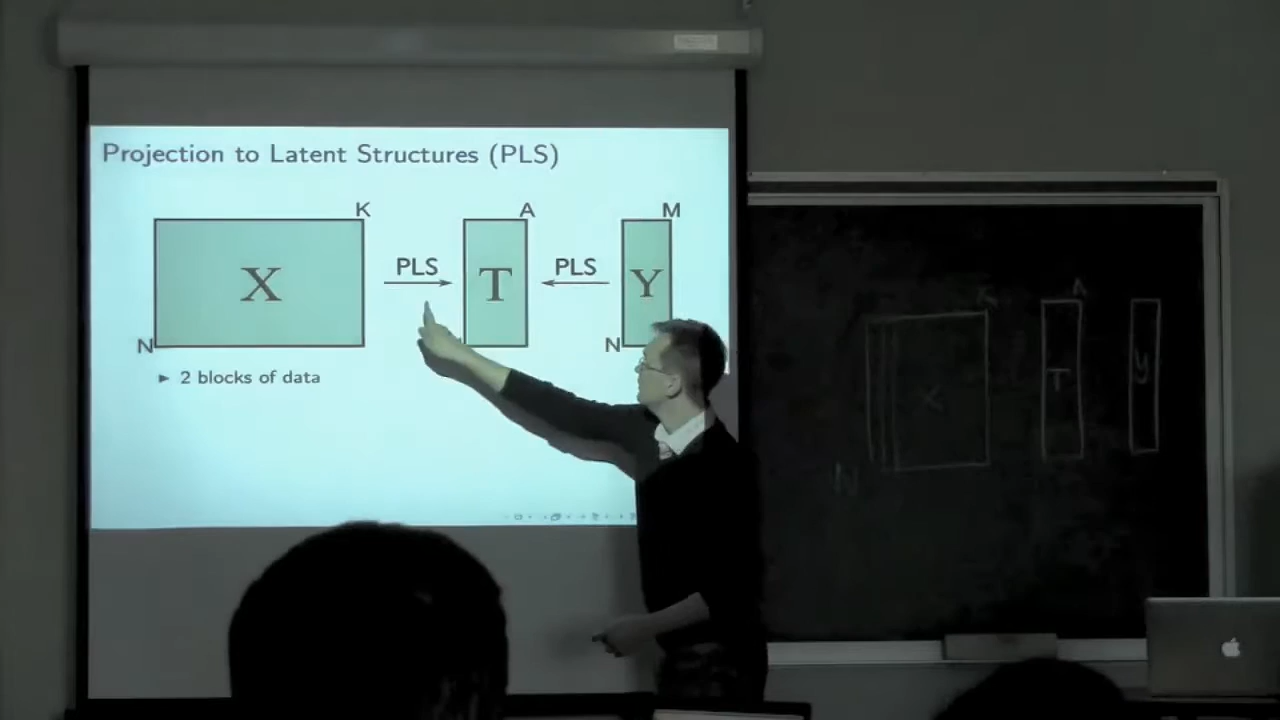 Projection to Latent Structures (PLS)
K A M
X PLS T PLS Y
N N
► 2 blocks of data
K A
X T Y
N